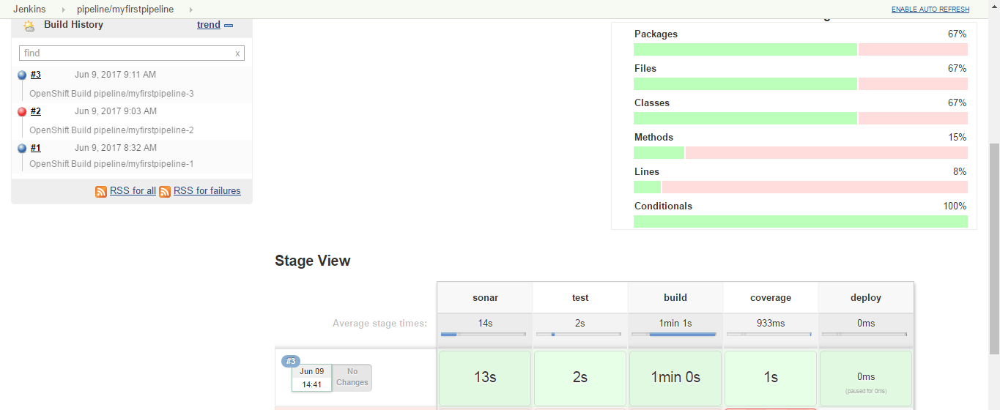 Jenkins
pipeline/myfirstpipeline
ENABLE AUTO REFRESH
Build History
trend
find
x
#3
Jun 9, 2017 9:11 AM
OpenShift Build pipeline/myfirstpipeline-3
#2
Jun 9, 2017 9:03 AM
OpenShift Build pipeline/myfirstpipeline-2
#1
Jun 9, 2017 8:32 AM
OpenShift Build pipeline/myfirstpipeline-1
RSS for all
RSS for failures
Packages 67%
Files 67%
Classes 67%
Methods 15%
Lines 8%
Conditionals 100%
Stage View
sonar test build coverage deploy
Average stage times: 14s 2s 1min 1s 933ms 0ms
#3
Jun 09
14:41
No
Changes
13s 2s 1min 0s 1s 0ms
(paused for 0ms)